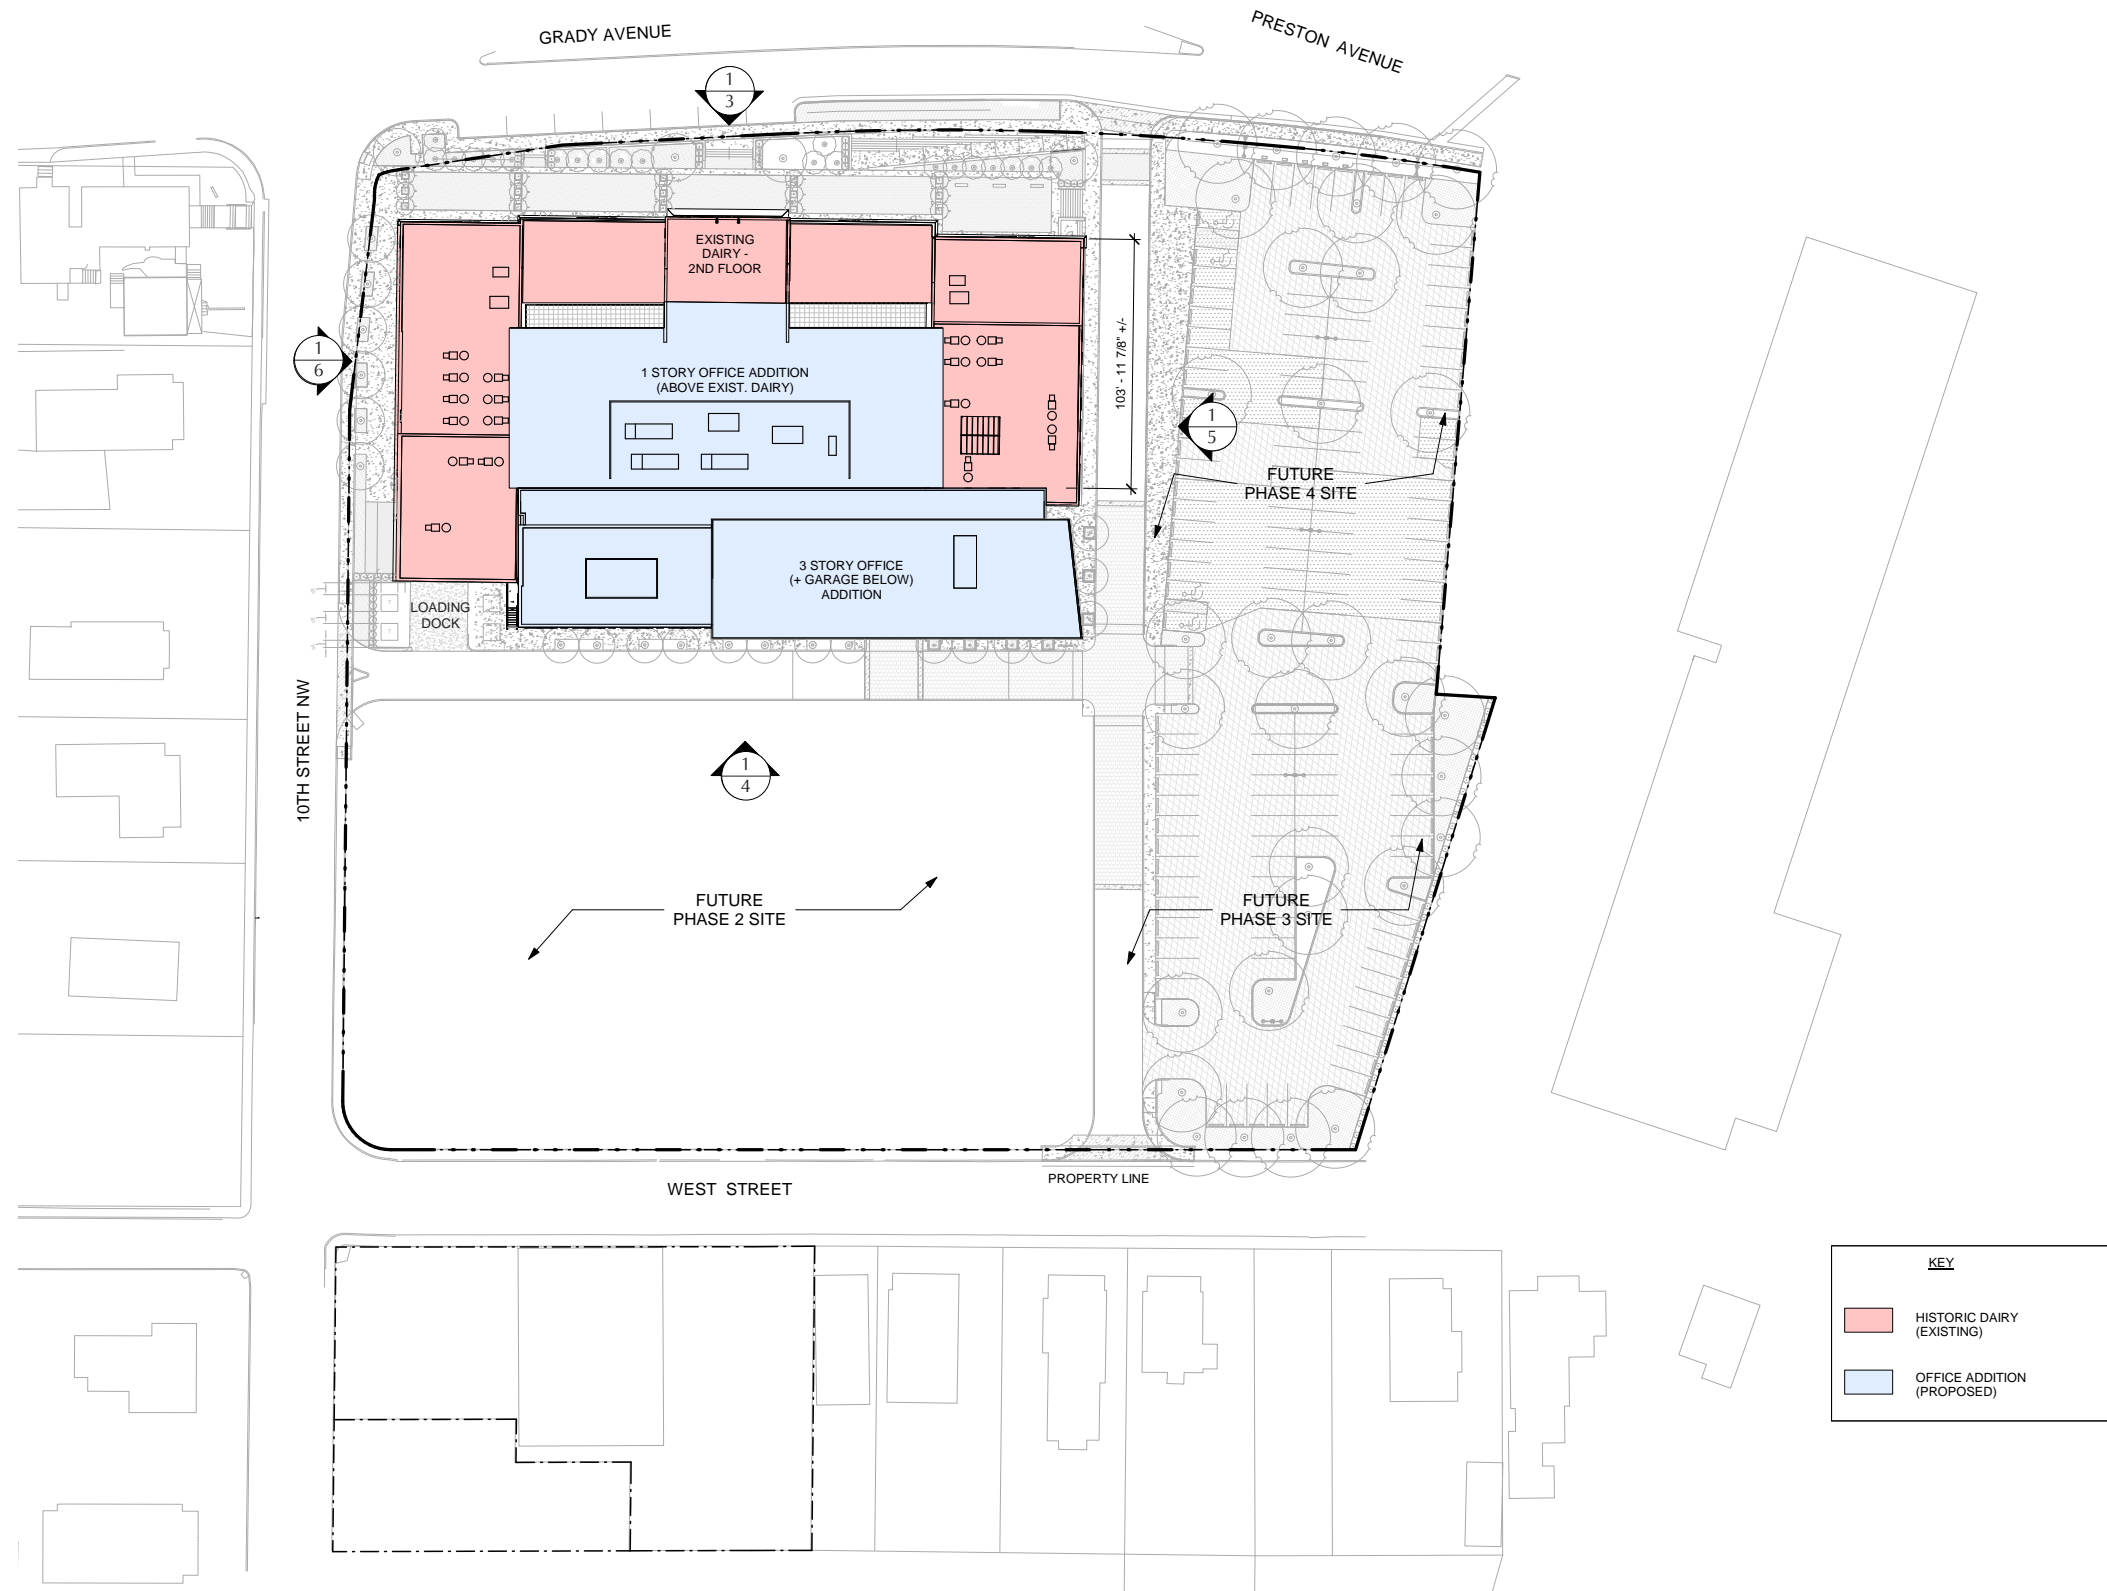 GRADY AVENUE
PRESTON AVENUE
1
3
EXISTING
DAIRY -
2ND FLOOR
1
6
1 STORY OFFICE ADDITION
(ABOVE EXIST. DAIRY)
103' - 11 7/8" +/-
1
5
FUTURE
PHASE 4 SITE
3 STORY OFFICE
(+ GARAGE BELOW)
ADDITION
LOADING
DOCK
10TH STREET NW
1
4
FUTURE
PHASE 2 SITE
FUTURE
PHASE 3 SITE
WEST STREET
PROPERTY LINE
KEY
HISTORIC DAIRY
(EXISTING)
OFFICE ADDITION
(PROPOSED)